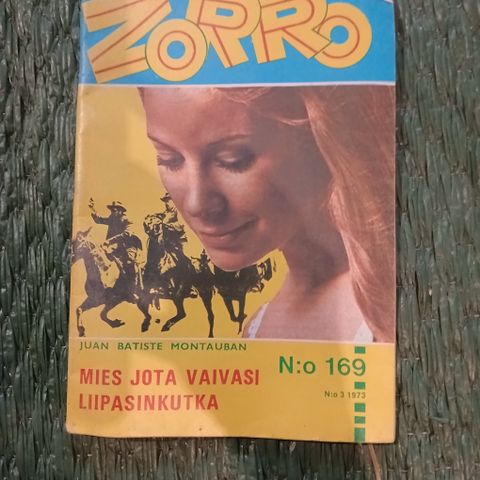 ZORRO
JUAN BATISTE MONTAUBAN
MIES JOTA VAIVASI
LIIPASINKUTKA
N:o 169
N:o 3 1973